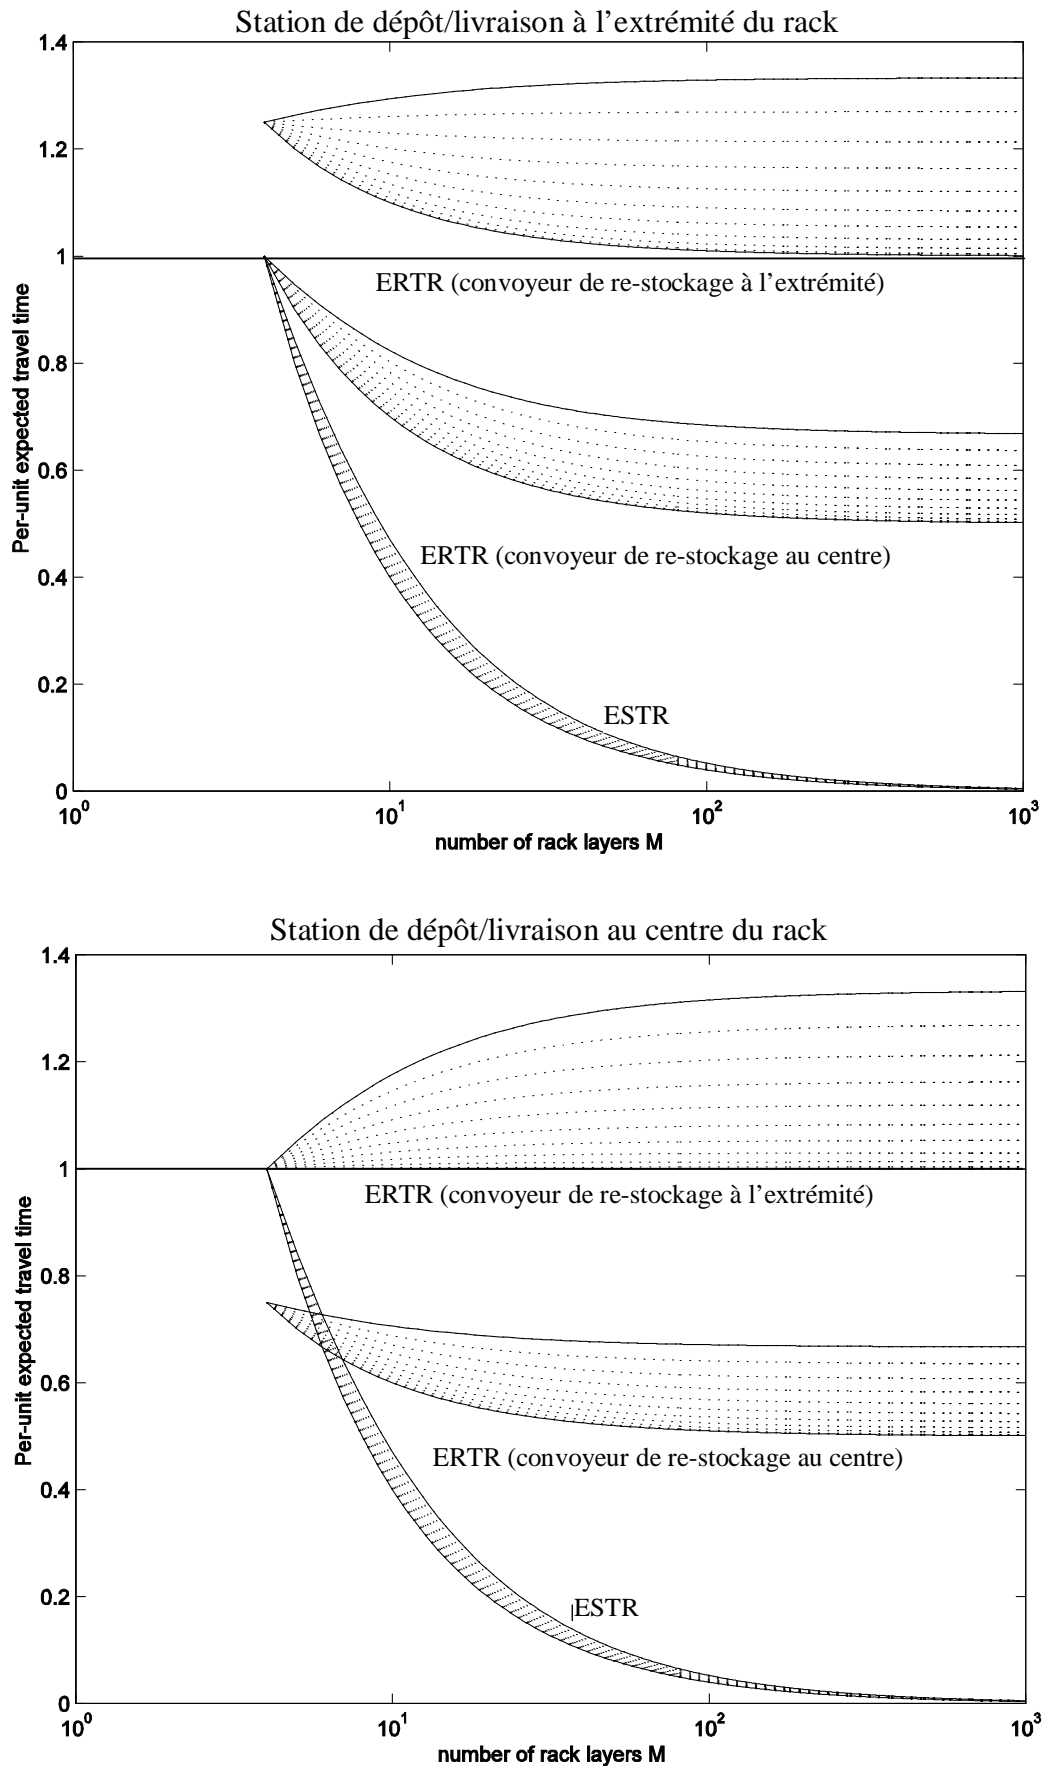 Station de dépôt/livraison à l’extrémité du rack
1.4
1.2
1
0.8
0.6
0.4
0.2
0
Per-unit expected travel time
ERTR (convoyeur de re-stockage à l’extrémité)
ERTR (convoyeur de re-stockage au centre)
ESTR
10^0
10^1
10^2
10^3
number of rack layers M
Station de dépôt/livraison au centre du rack
1.4
1.2
1
0.8
0.6
0.4
0.2
0
Per-unit expected travel time
ERTR (convoyeur de re-stockage à l’extrémité)
ERTR (convoyeur de re-stockage au centre)
ESTR
10^0
10^1
10^2
10^3
number of rack layers M